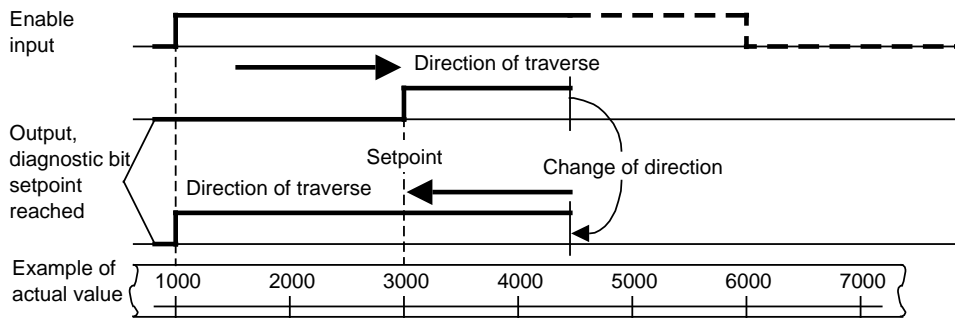 Enable
input
Direction of traverse
Output,
diagnostic bit
setpoint
reached
Setpoint
Change of direction
Direction of traverse
Example of
actual value
1000 2000 3000 4000 5000 6000 7000